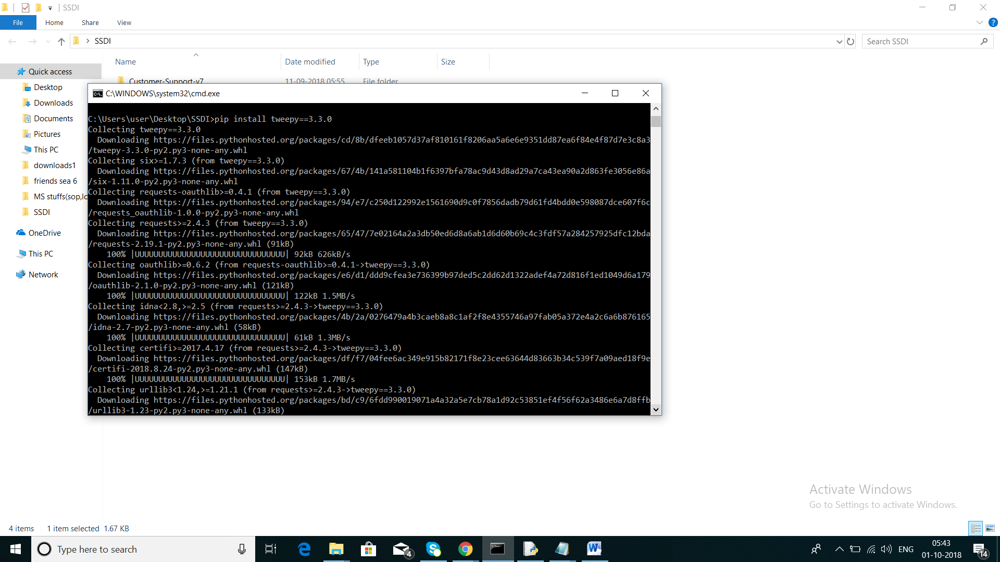 SSDI
File Home Share View
SSDI
Search SSDI
Name Date modified Type Size
Quick access
Customer-Support-v7 11-09-2018 05:55 File folder
Desktop
Downloads
Documents
Pictures
This PC
downloads1
friends sea 6
MS stuffs(sop,lo
SSDI
OneDrive
This PC
Network
C:\WINDOWS\system32\cmd.exe
C:\Users\user\Desktop\SSDI>pip install tweepy==3.3.0
Collecting tweepy==3.3.0
Downloading https://files.pythonhosted.org/packages/cd/8b/dfeeb1057d37af810161f8206aa5a6e6e9351dd87ea6f84e4f87d7e3c8a3
/tweepy-3.3.0-py2.py3-none-any.whl
Collecting six>=1.7.3 (from tweepy==3.3.0)
Downloading https://files.pythonhosted.org/packages/67/4b/141a581104b1f6397bfa78ac9d43d8ad29a7ca43ea90a2d863fe3056e86a
/six-1.11.0-py2.py3-none-any.whl
Collecting requests-oauthlib>=0.4.1 (from tweepy==3.3.0)
Downloading https://files.pythonhosted.org/packages/94/e7/c250d122992e1561690d9c0f7856dadb79d61fd4bdd0e598087dce607f6c
/requests_oauthlib-1.0.0-py2.py3-none-any.whl
Collecting requests>=2.4.3 (from tweepy==3.3.0)
Downloading https://files.pythonhosted.org/packages/65/47/7e02164a2a3db50ed6d8a6ab1d6d60b69c4c3fdf57a284257925dfc12bda
/requests-2.19.1-py2.py3-none-any.whl (91kB)
100% |UUUUUUUUUUUUUUUUUUUUUUUUUUUUUUUU| 92kB 626kB/s
Collecting oauthlib>=0.6.2 (from requests-oauthlib>=0.4.1->tweepy==3.3.0)
Downloading https://files.pythonhosted.org/packages/e6/d1/ddd9cfea3e736399b97ded5c2dd62d1322adef4a72d816f1ed1049d6a179
/oauthlib-2.1.0-py2.py3-none-any.whl (121kB)
100% |UUUUUUUUUUUUUUUUUUUUUUUUUUUUUUUU| 122kB 1.5MB/s
Collecting idna<2.8,>=2.5 (from requests>=2.4.3->tweepy==3.3.0)
Downloading https://files.pythonhosted.org/packages/4b/2a/0276479a4b3caeb8a8c1af2f8e4355746a97fab05a372e4a2c6a6b876165
/idna-2.7-py2.py3-none-any.whl (58kB)
100% |UUUUUUUUUUUUUUUUUUUUUUUUUUUUUUUU| 61kB 1.3MB/s
Collecting certifi>=2017.4.17 (from requests>=2.4.3->tweepy==3.3.0)
Downloading https://files.pythonhosted.org/packages/df/f7/04fee6ac349e915b82171f8e23cee63644d83663b34c539f7a09aed18f9e
/certifi-2018.8.24-py2.py3-none-any.whl (147kB)
100% |UUUUUUUUUUUUUUUUUUUUUUUUUUUUUUUU| 153kB 1.7MB/s
Collecting urllib3<1.24,>=1.21.1 (from requests>=2.4.3->tweepy==3.3.0)
Downloading https://files.pythonhosted.org/packages/bd/c9/6fdd990019071a4a32a5e7cb78a1d92c53851ef4f56f62a3486e6a7d8ffb
/urllib3-1.23-py2.py3-none-any.whl (133kB)
Activate Windows
Go to Settings to activate Windows.
4 items 1 item selected 1.67 KB
Type here to search
4
ENG
05:43
01-10-2018
14